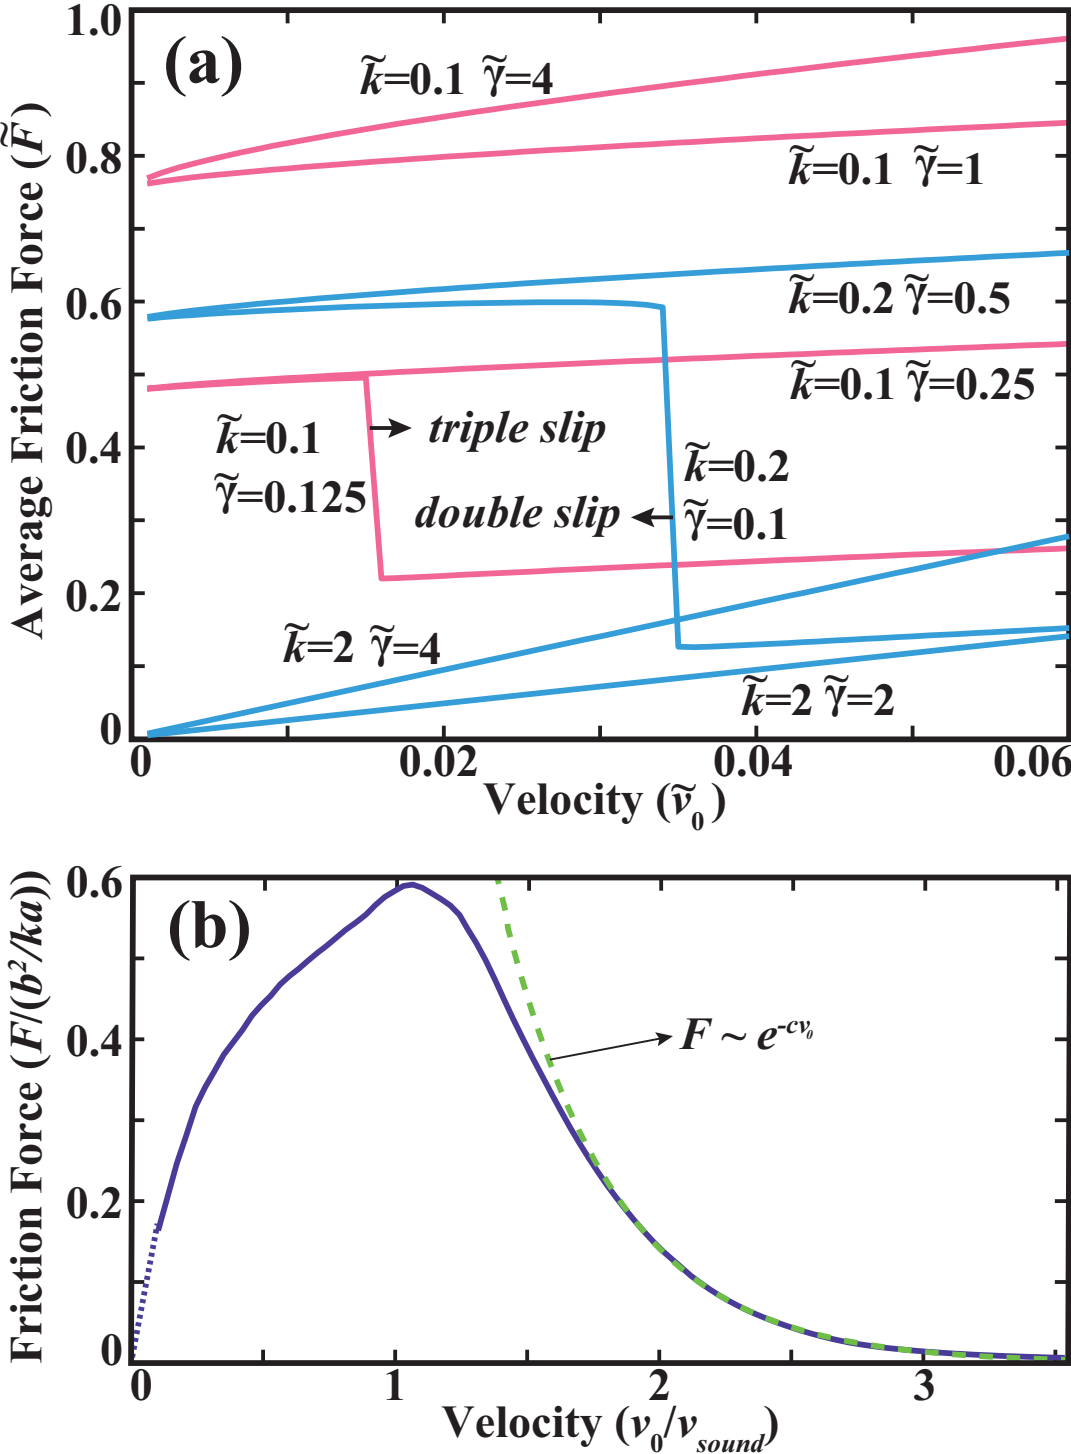 1.0
(a)
k̃=0.1 γ̃=4
0.8
k̃=0.1 γ̃=1
Average Friction Force (F̃)
0.6
k̃=0.2 γ̃=0.5
k̃=0.1 γ̃=0.25
k̃=0.1
γ̃=0.125
triple slip
0.4
k̃=0.2
γ̃=0.1
double slip
0.2
k̃=2 γ̃=4
k̃=2 γ̃=2
0
0 0.02 0.04 0.06
Velocity (ṽ₀)
0.6
(b)
Friction Force (F/(b²/ka))
0.4
F ~ e^{-cv₀}
0.2
0
0 1 2 3
Velocity (v₀/v_{sound})